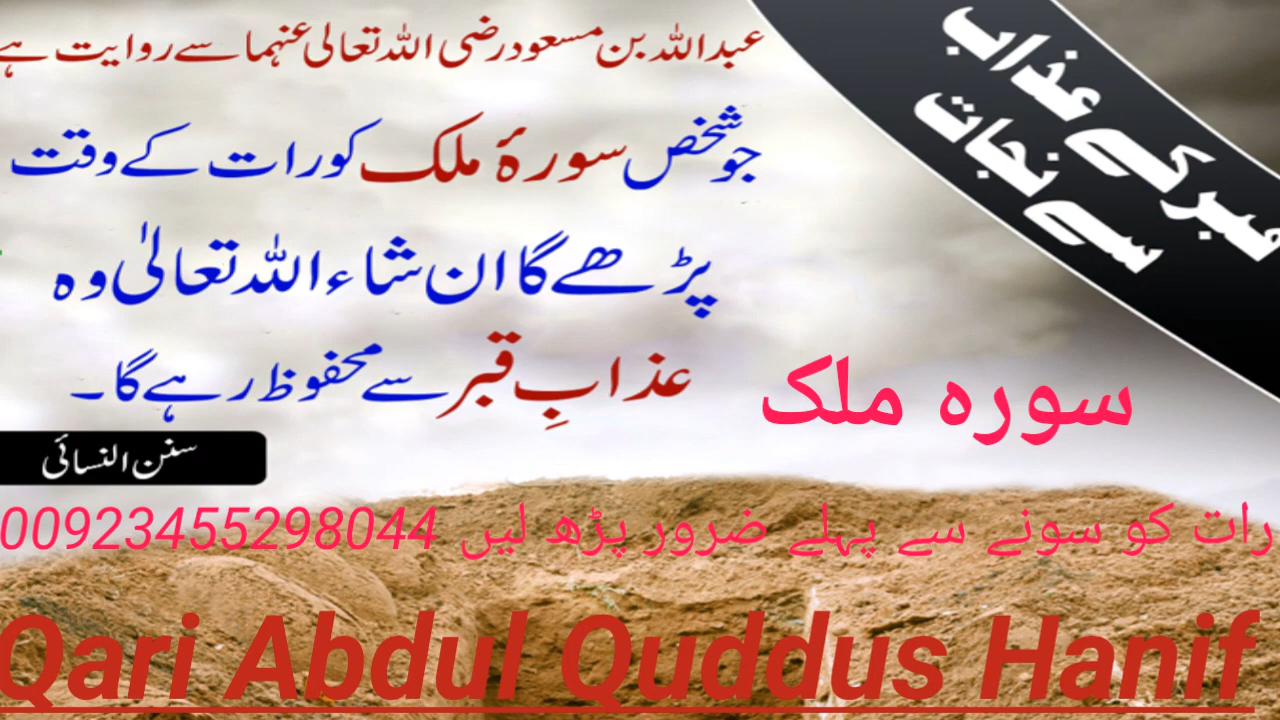 قبر کے عذاب
سے نجات
عبداللہ بن مسعود رضی اللہ تعالی عنہما سے روایت ہے
جو شخص سورۂ ملک کو رات کے وقت
پڑھے گا ان شاء اللہ تعالیٰ وہ
عذابِ قبر سے محفوظ رہے گا۔
سنن النسائی
سورہ ملک
رات کو سونے سے پہلے ضرور پڑھ لیں 00923455298044
Qari Abdul Quddus Hanif